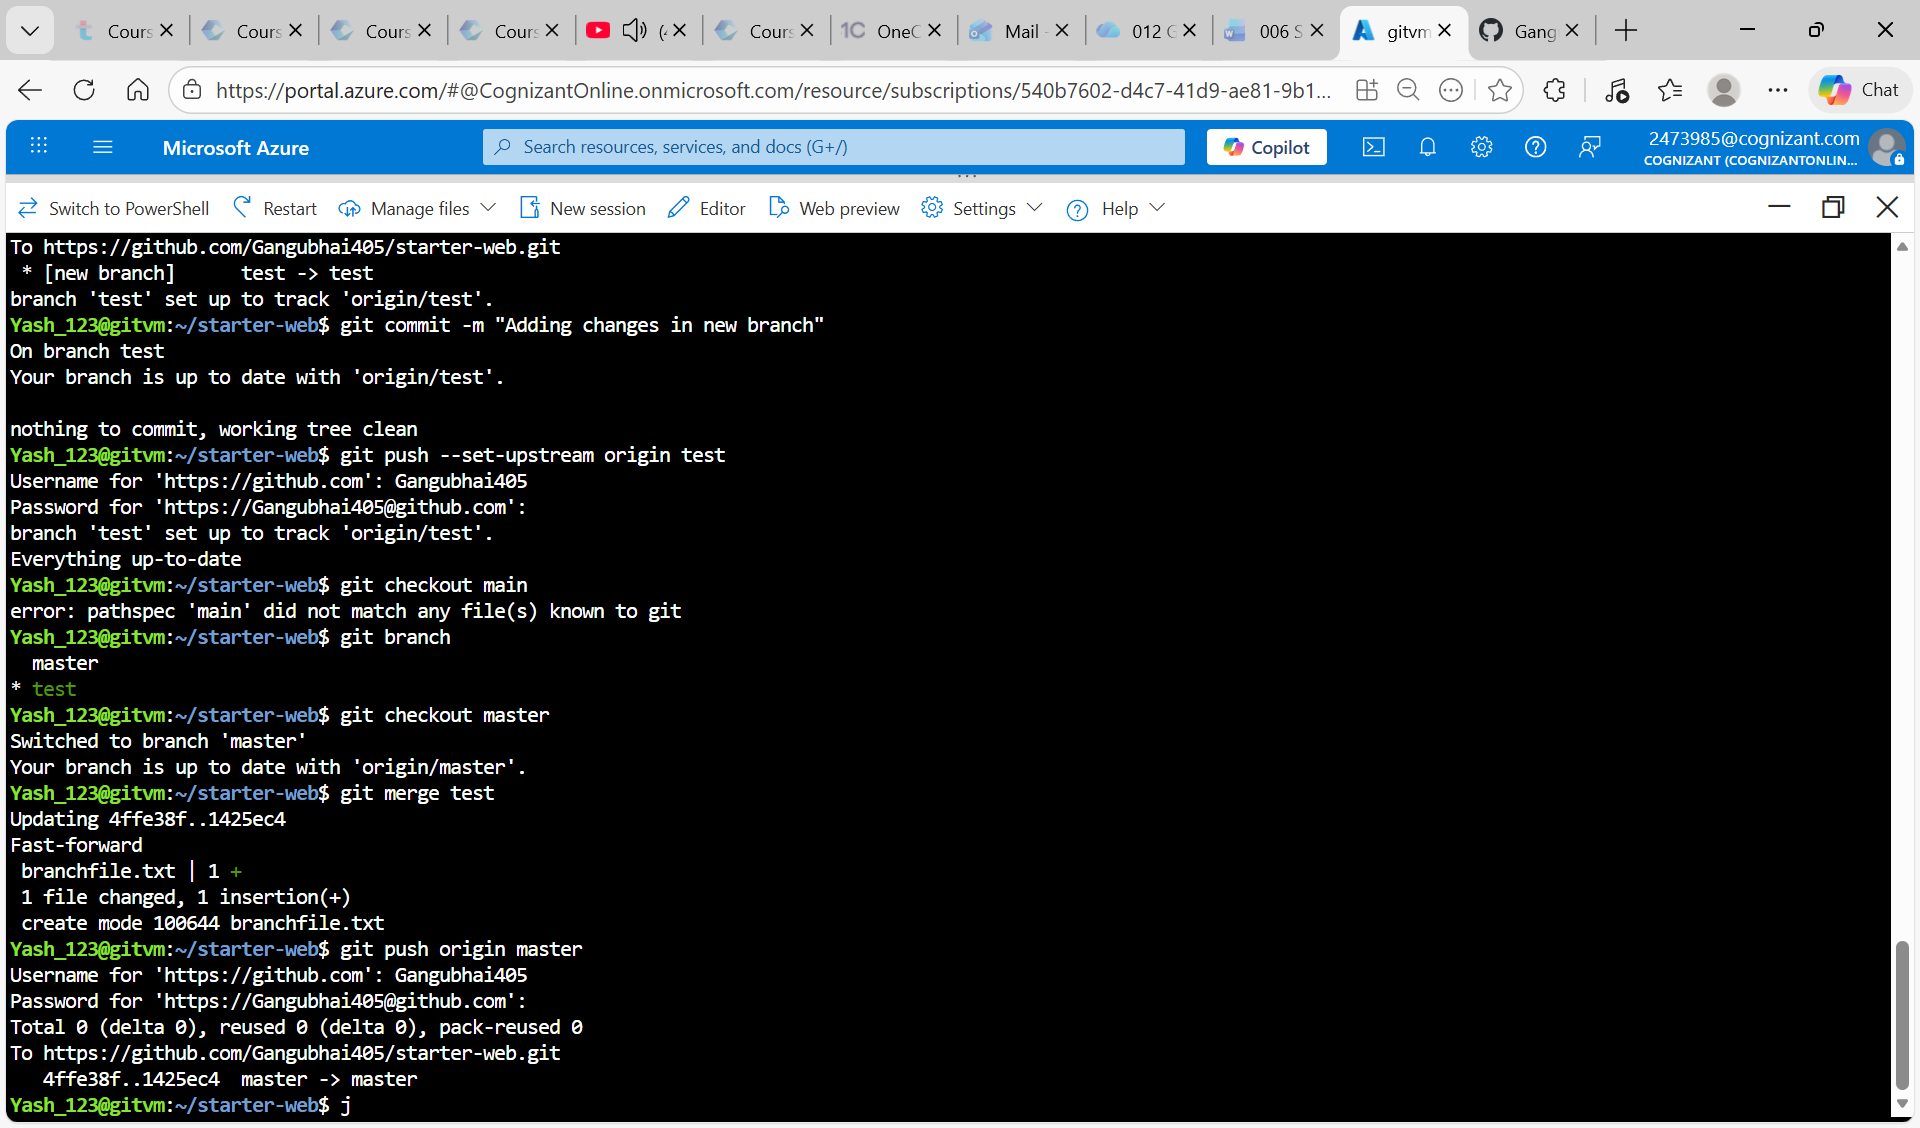 Cours
Cours
Cours
Cours
Cours
1C OneC
Mail
012
006 S
gitvm
Gang
https://portal.azure.com/#@CognizantOnline.onmicrosoft.com/resource/subscriptions/540b7602-d4c7-41d9-ae81-9b1...
Chat
Microsoft Azure
Search resources, services, and docs (G+/)
Copilot
2473985@cognizant.com
COGNIZANT (COGNIZANTONLIN...
Switch to PowerShell Restart Manage files New session Editor Web preview Settings Help
To https://github.com/Gangubhai405/starter-web.git
* [new branch] test -> test
branch 'test' set up to track 'origin/test'.
Yash_123@gitvm:~/starter-web$ git commit -m "Adding changes in new branch"
On branch test
Your branch is up to date with 'origin/test'.
nothing to commit, working tree clean
Yash_123@gitvm:~/starter-web$ git push --set-upstream origin test
Username for 'https://github.com': Gangubhai405
Password for 'https://Gangubhai405@github.com':
branch 'test' set up to track 'origin/test'.
Everything up-to-date
Yash_123@gitvm:~/starter-web$ git checkout main
error: pathspec 'main' did not match any file(s) known to git
Yash_123@gitvm:~/starter-web$ git branch
master
* test
Yash_123@gitvm:~/starter-web$ git checkout master
Switched to branch 'master'
Your branch is up to date with 'origin/master'.
Yash_123@gitvm:~/starter-web$ git merge test
Updating 4ffe38f..1425ec4
Fast-forward
branchfile.txt | 1 +
1 file changed, 1 insertion(+)
create mode 100644 branchfile.txt
Yash_123@gitvm:~/starter-web$ git push origin master
Username for 'https://github.com': Gangubhai405
Password for 'https://Gangubhai405@github.com':
Total 0 (delta 0), reused 0 (delta 0), pack-reused 0
To https://github.com/Gangubhai405/starter-web.git
4ffe38f..1425ec4 master -> master
Yash_123@gitvm:~/starter-web$ j